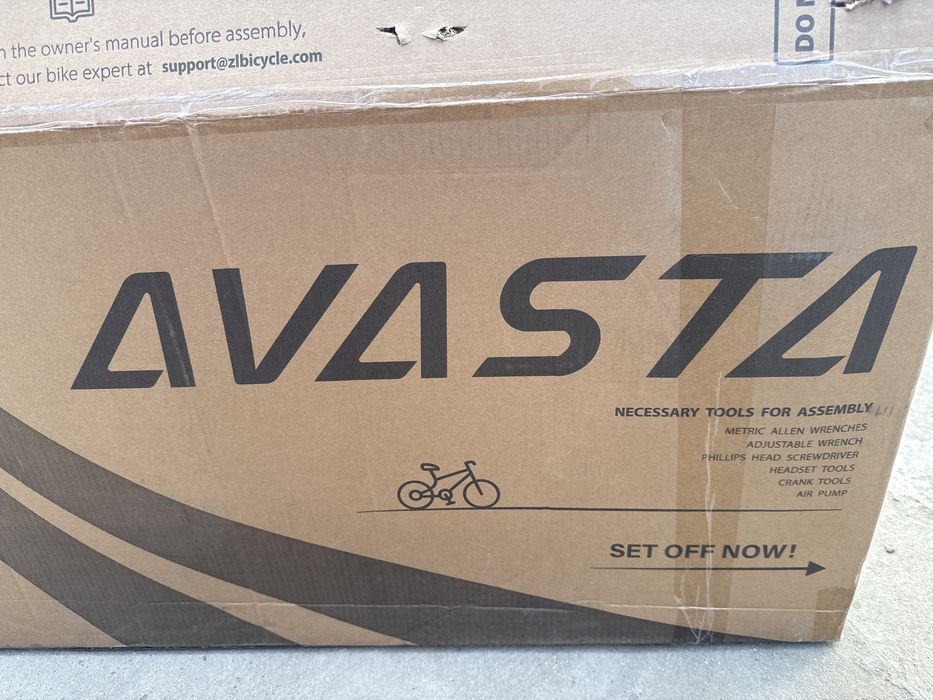 n the owner's manual before assembly,
ct our bike expert at support@zlbicycle.com
DO
AVASTA
NECESSARY TOOLS FOR ASSEMBLY
METRIC ALLEN WRENCHES
ADJUSTABLE WRENCH
PHILLIPS HEAD SCREWDRIVER
HEADSET TOOLS
CRANK TOOLS
AIR PUMP
SET OFF NOW!